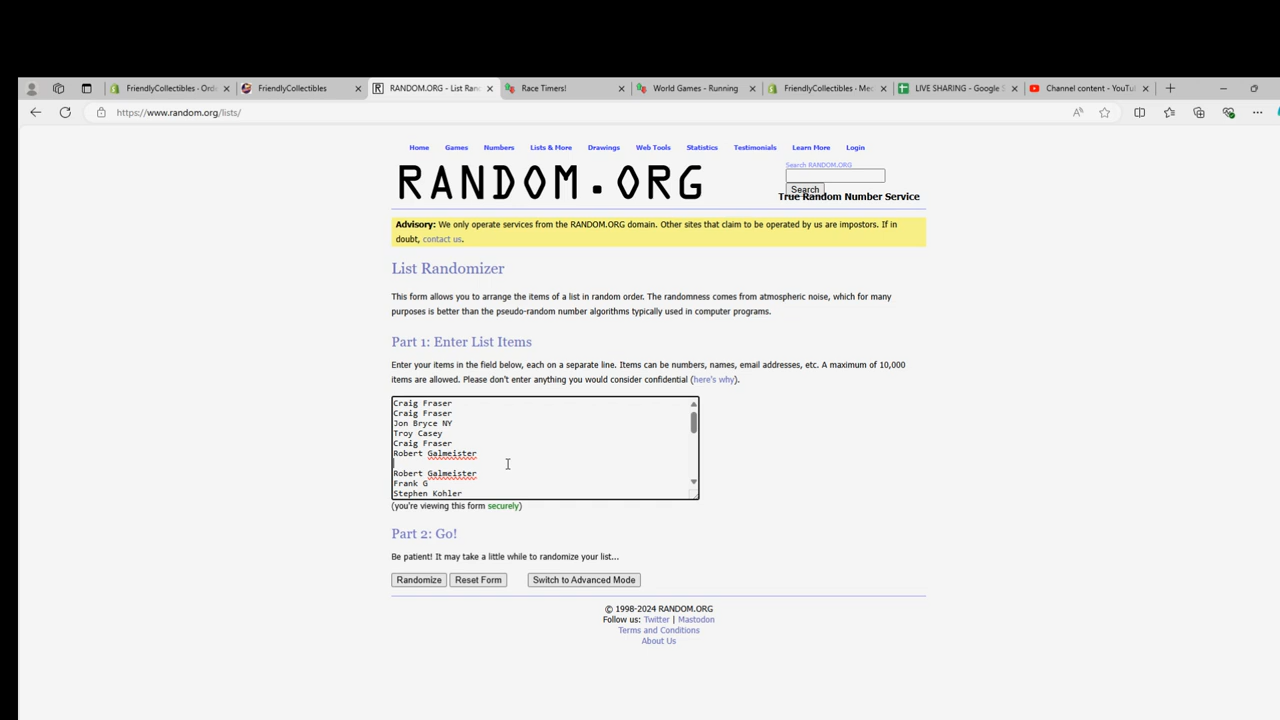 FriendlyCollectibles - Orde
FriendlyCollectibles
RANDOM.ORG - List Ran
Race Timers!
World Games - Running
FriendlyCollectibles - Me
LIVE SHARING - Google S
Channel content - YouTu
https://www.random.org/lists/
Home Games Numbers Lists & More Drawings Web Tools Statistics Testimonials Learn More Login
RANDOM.ORG
Search RANDOM.ORG
Search
True Random Number Service
Advisory: We only operate services from the RANDOM.ORG domain. Other sites that claim to be operated by us are impostors. If in
doubt, contact us.
List Randomizer
This form allows you to arrange the items of a list in random order. The randomness comes from atmospheric noise, which for many
purposes is better than the pseudo-random number algorithms typically used in computer programs.
Part 1: Enter List Items
Enter your items in the field below, each on a separate line. Items can be numbers, names, email addresses, etc. A maximum of 10,000
items are allowed. Please don't enter anything you would consider confidential (here's why).
Craig Fraser
Craig Fraser
Jon Bryce NY
Troy Casey
Craig Fraser
Robert Galmeister
Robert Galmeister
Frank G
Stephen Kohler
(you're viewing this form securely)
Part 2: Go!
Be patient! It may take a little while to randomize your list...
Randomize Reset Form Switch to Advanced Mode
© 1998-2024 RANDOM.ORG
Follow us: Twitter | Mastodon
Terms and Conditions
About Us